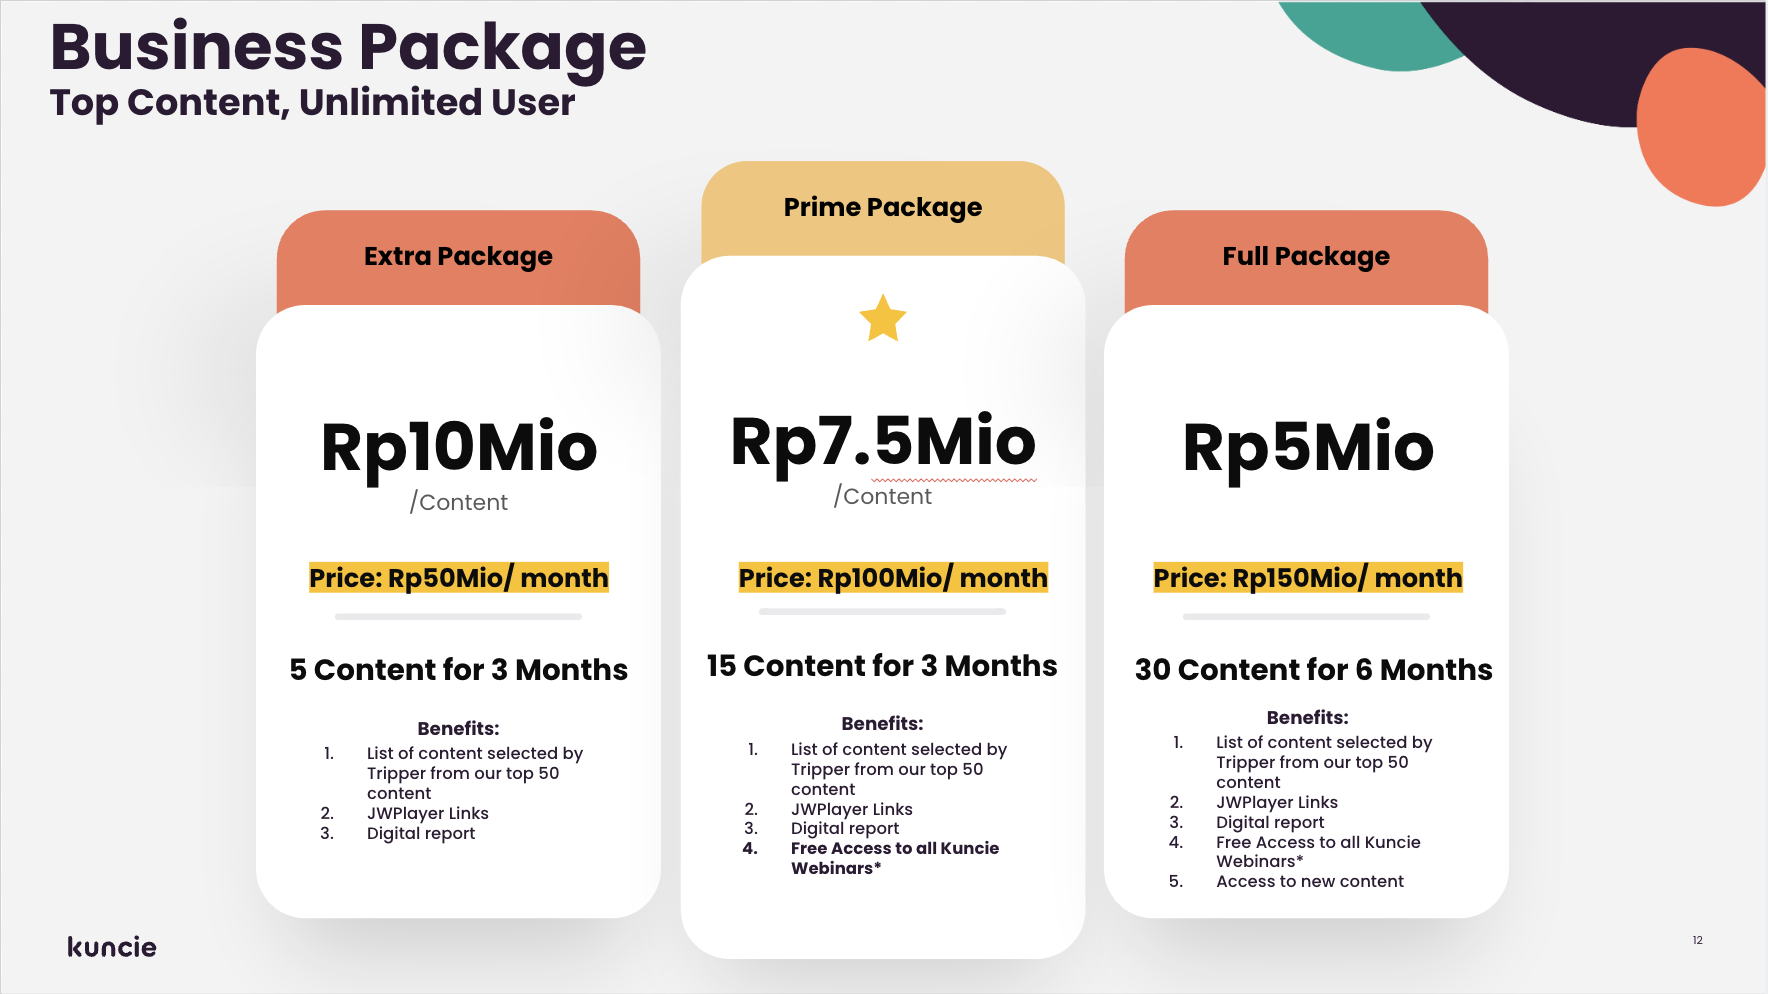 Business Package
Top Content, Unlimited User
Extra Package
Rp10Mio
/Content
Price: Rp50Mio/ month
5 Content for 3 Months
Benefits:
1. List of content selected by
Tripper from our top 50
content
2. JWPlayer Links
3. Digital report
Prime Package
Rp7.5Mio
/Content
Price: Rp100Mio/ month
15 Content for 3 Months
Benefits:
1. List of content selected by
Tripper from our top 50
content
2. JWPlayer Links
3. Digital report
4. Free Access to all Kuncie
Webinars*
Full Package
Rp5Mio
Price: Rp150Mio/ month
30 Content for 6 Months
Benefits:
1. List of content selected by
Tripper from our top 50
content
2. JWPlayer Links
3. Digital report
4. Free Access to all Kuncie
Webinars*
5. Access to new content
kuncie
12